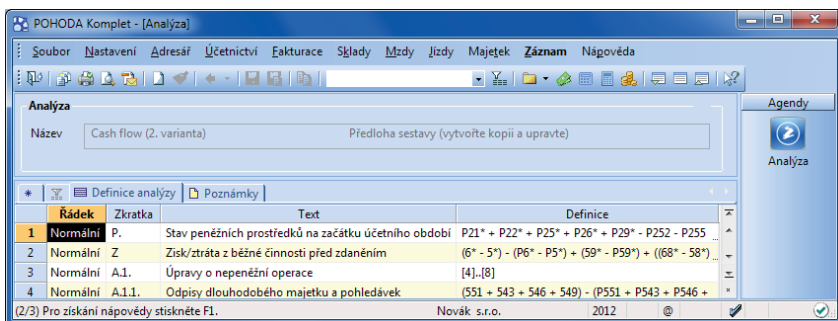 POHODA Komplet - [Analýza]
Soubor Nastavení Adresář Účetnictví Fakturace Sklady Mzdy Jízdy Majetek Záznam Nápověda
Analýza
Název Cash flow (2. varianta) Předloha sestavy (vytvořte kopii a upravte)
Agendy
Analýza
* Definice analýzy Poznámky
Řádek Zkratka Text Definice
1 Normální P. Stav peněžních prostředků na začátku účetního období P21* + P22* + P25* + P26* + P29* - P252 - P255
2 Normální Z Zisk/ztráta z běžné činnosti před zdaněním (6* - 5*) - (P6* - P5*) + (59* - P59*) + ((68* - 58*)
3 Normální A.1. Úpravy o nepeněžní operace [4]..[8]
4 Normální A.1.1. Odpisy dlouhodobého majetku a pohledávek (551 + 543 + 546 + 549) - (P551 + P543 + P546 +
(2/3) Pro získání nápovědy stiskněte F1. Novák s.r.o. 2012 @